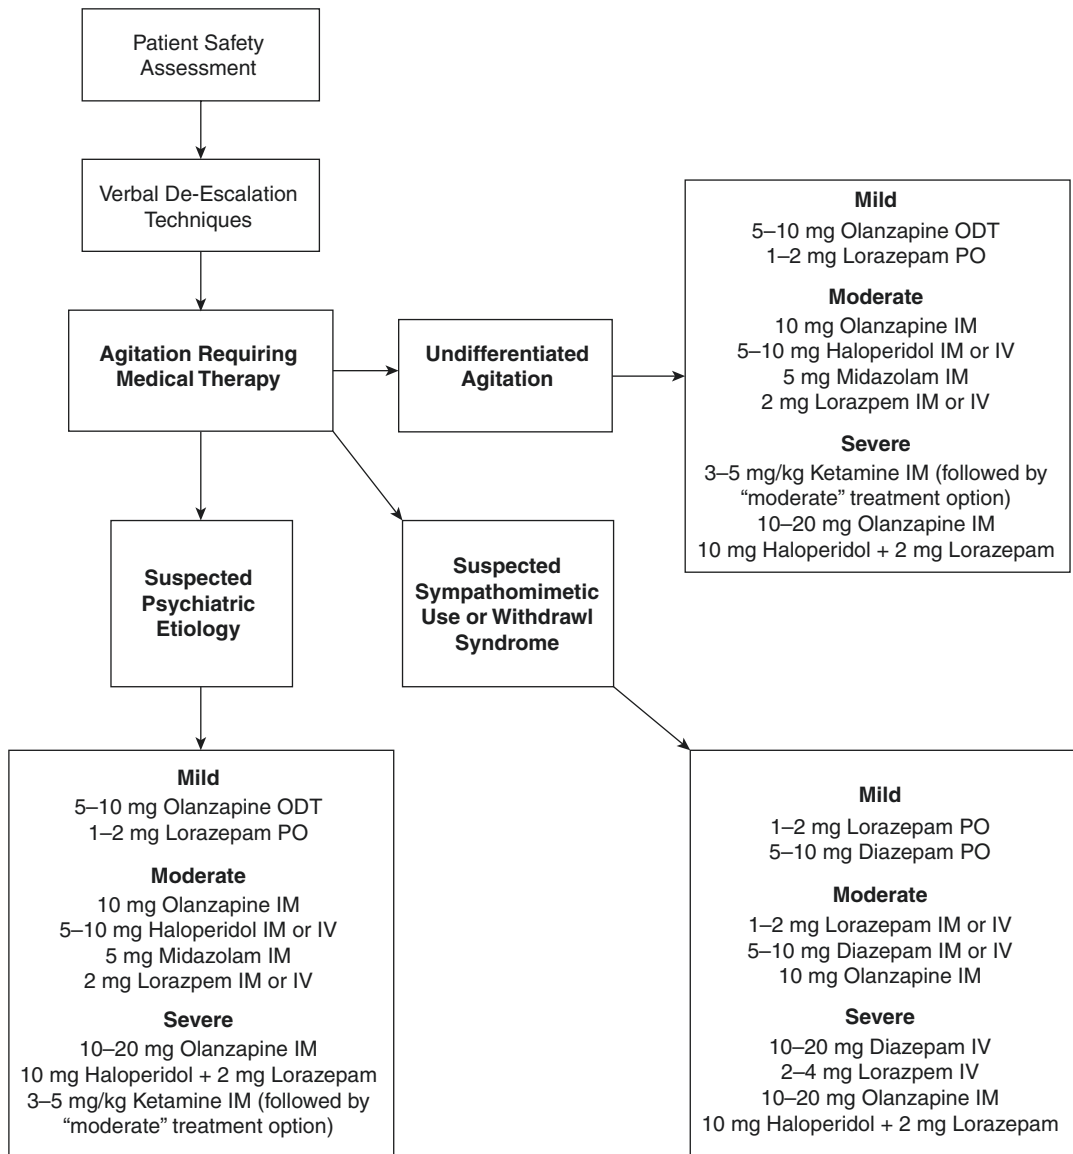 Patient Safety
Assessment
Verbal De-Escalation
Techniques
Agitation Requiring
Medical Therapy
Undifferentiated
Agitation
Mild
5–10 mg Olanzapine ODT
1–2 mg Lorazepam PO
Moderate
10 mg Olanzapine IM
5–10 mg Haloperidol IM or IV
5 mg Midazolam IM
2 mg Lorazpem IM or IV
Severe
3–5 mg/kg Ketamine IM (followed by
“moderate” treatment option)
10–20 mg Olanzapine IM
10 mg Haloperidol + 2 mg Lorazepam
Suspected
Psychiatric
Etiology
Suspected
Sympathomimetic
Use or Withdrawl
Syndrome
Mild
5–10 mg Olanzapine ODT
1–2 mg Lorazepam PO
Moderate
10 mg Olanzapine IM
5–10 mg Haloperidol IM or IV
5 mg Midazolam IM
2 mg Lorazpem IM or IV
Severe
10–20 mg Olanzapine IM
10 mg Haloperidol + 2 mg Lorazepam
3–5 mg/kg Ketamine IM (followed by
“moderate” treatment option)
Mild
1–2 mg Lorazepam PO
5–10 mg Diazepam PO
Moderate
1–2 mg Lorazepam IM or IV
5–10 mg Diazepam IM or IV
10 mg Olanzapine IM
Severe
10–20 mg Diazepam IV
2–4 mg Lorazpem IV
10–20 mg Olanzapine IM
10 mg Haloperidol + 2 mg Lorazepam